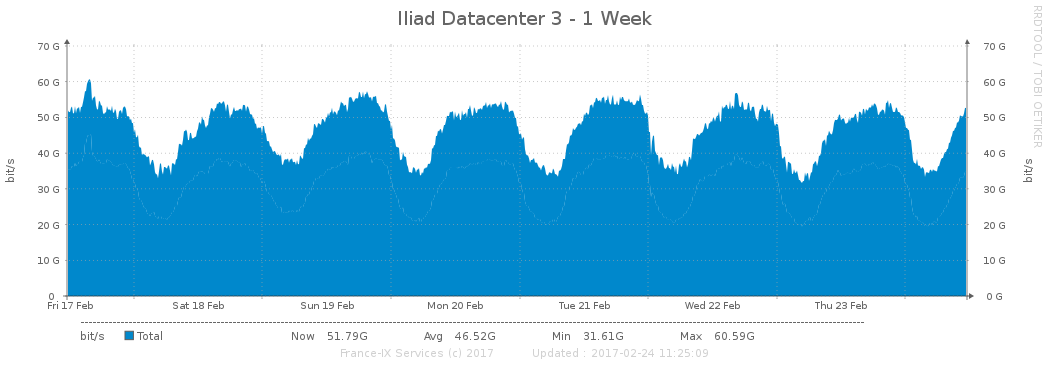 Iliad Datacenter 3 - 1 Week
RRDTOOL / TOBI OETIKER
70 G 70 G
60 G 60 G
50 G 50 G
40 G 40 G
30 G 30 G
20 G 20 G
10 G 10 G
0 0 G
bit/s bit/s
Fri 17 Feb Sat 18 Feb Sun 19 Feb Mon 20 Feb Tue 21 Feb Wed 22 Feb Thu 23 Feb
bit/s Total Now 51.79G Avg 46.52G Min 31.61G Max 60.59G
France-IX Services (c) 2017 Updated : 2017-02-24 11:25:09